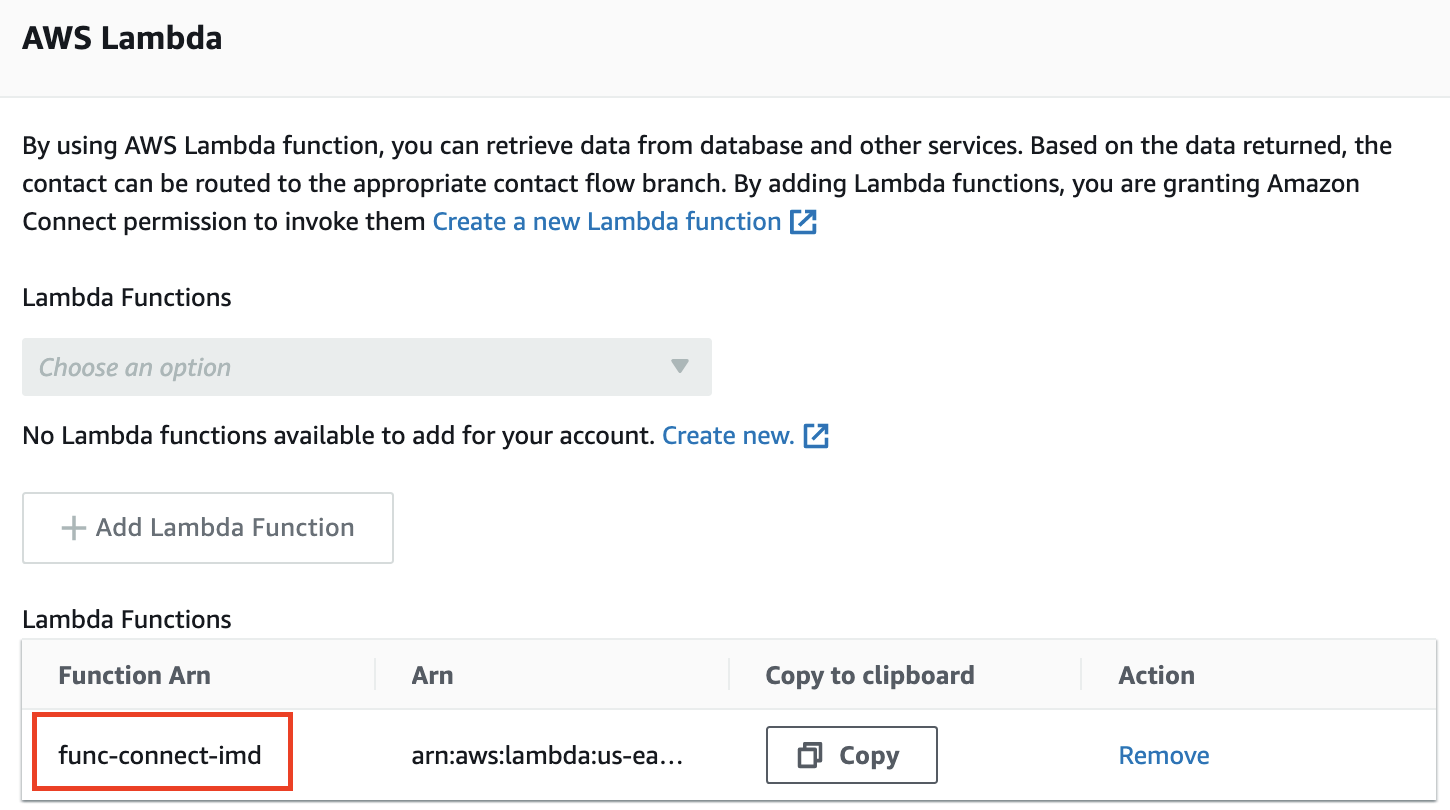 AWS Lambda
By using AWS Lambda function, you can retrieve data from database and other services. Based on the data returned, the
contact can be routed to the appropriate contact flow branch. By adding Lambda functions, you are granting Amazon
Connect permission to invoke them Create a new Lambda function
Lambda Functions
Choose an option
No Lambda functions available to add for your account. Create new.
Add Lambda Function
Lambda Functions
Function Arn Arn Copy to clipboard Action
func-connect-imd arn:aws:lambda:us-ea... Copy Remove